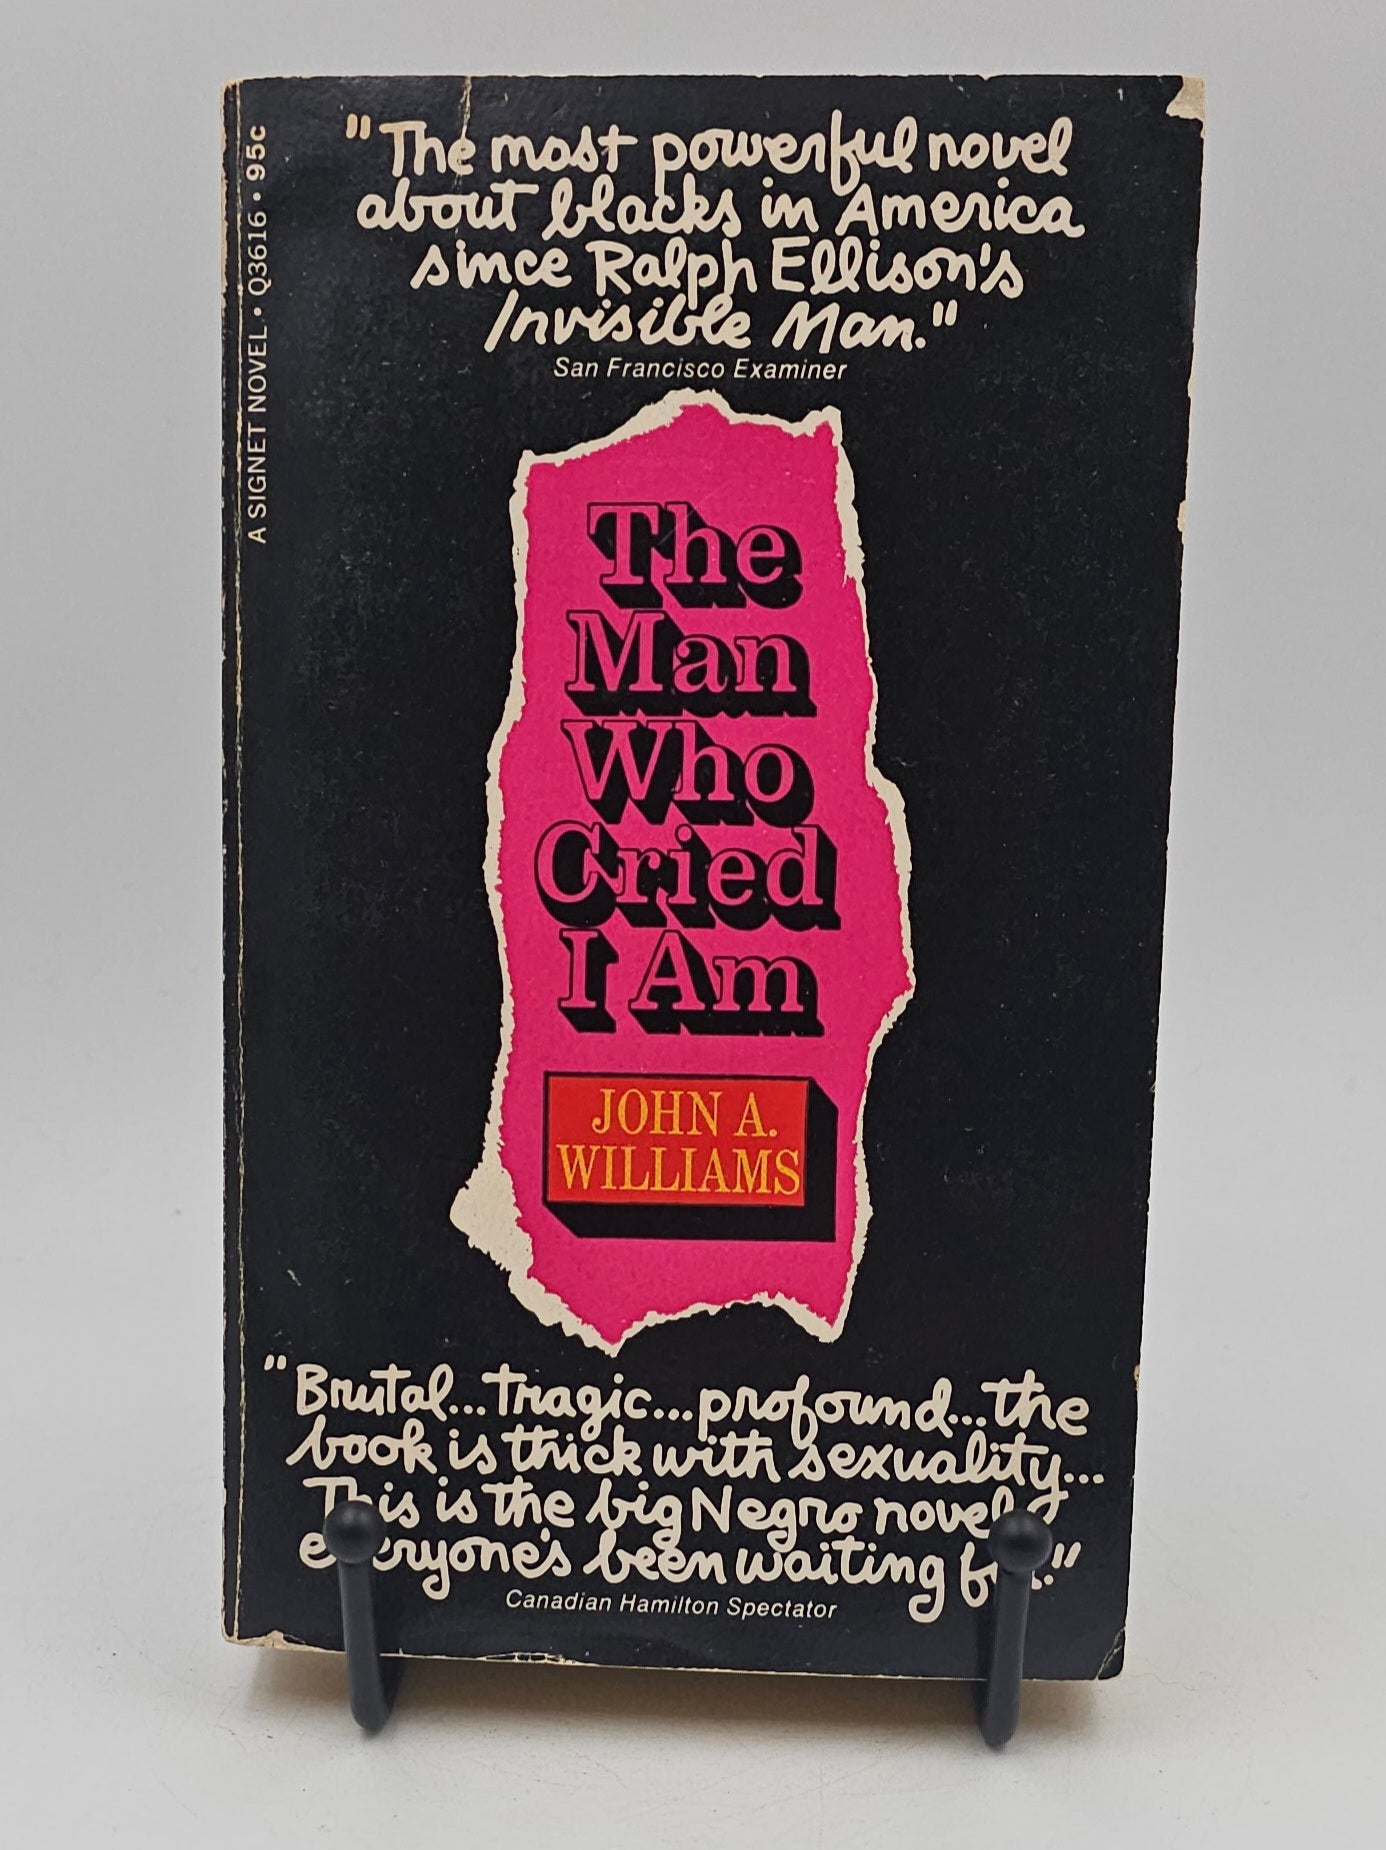 A SIGNET NOVEL • Q3616 • 95c
"The most powerful novel
about blacks in America
since Ralph Ellison's
Invisible Man."
San Francisco Examiner
The
Man
Who
Cried
I Am
JOHN A.
WILLIAMS
"Brutal...tragic...profound...the
book is thick with sexuality...
This is the big Negro novel
everyone's been waiting for."
Canadian Hamilton Spectator